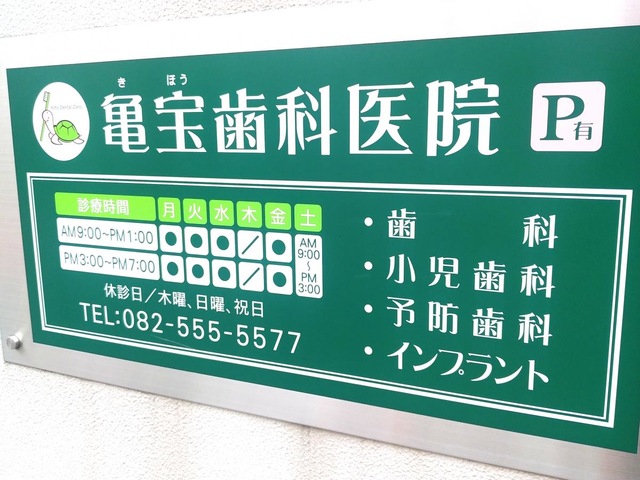 き ほう
亀宝歯科医院 P有
診療時間 月 火 水 木 金 土
AM9:00~PM1:00 ● ● ● / ● AM 9:00 ~ PM 3:00
PM3:00~PM7:00 ● ● ● / ●
休診日/木曜、日曜、祝日
TEL:082-555-5577
・歯科
・小児歯科
・予防歯科
・インプラント